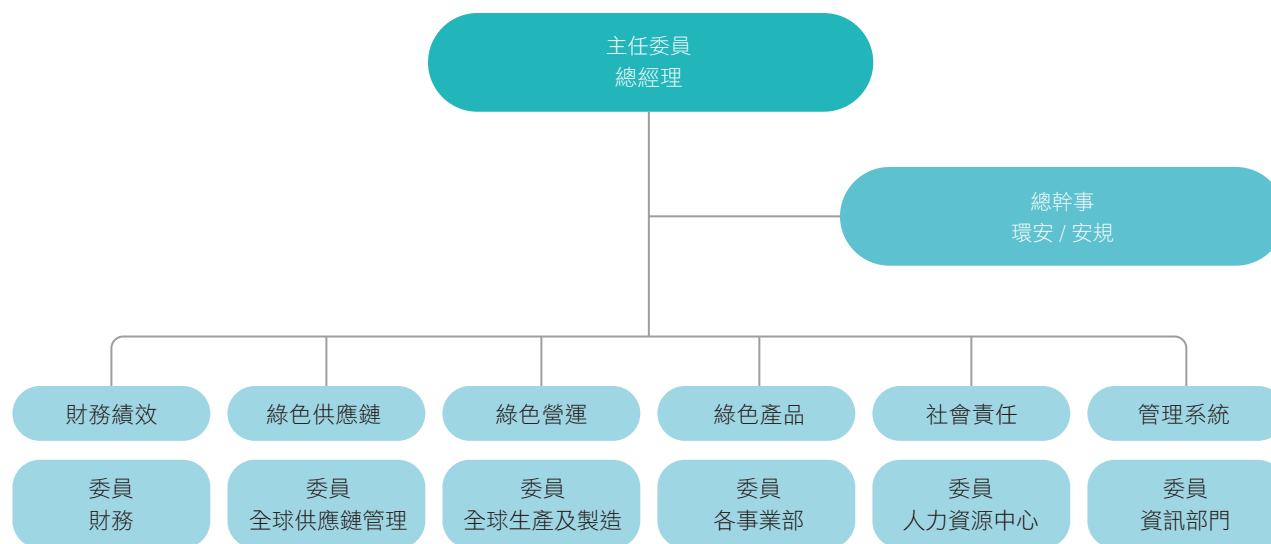 主任委員
總經理
總幹事
環安 / 安規
財務績效
綠色供應鏈
綠色營運
綠色產品
社會責任
管理系統
委員
財務
委員
全球供應鏈管理
委員
全球生產及製造
委員
各事業部
委員
人力資源中心
委員
資訊部門